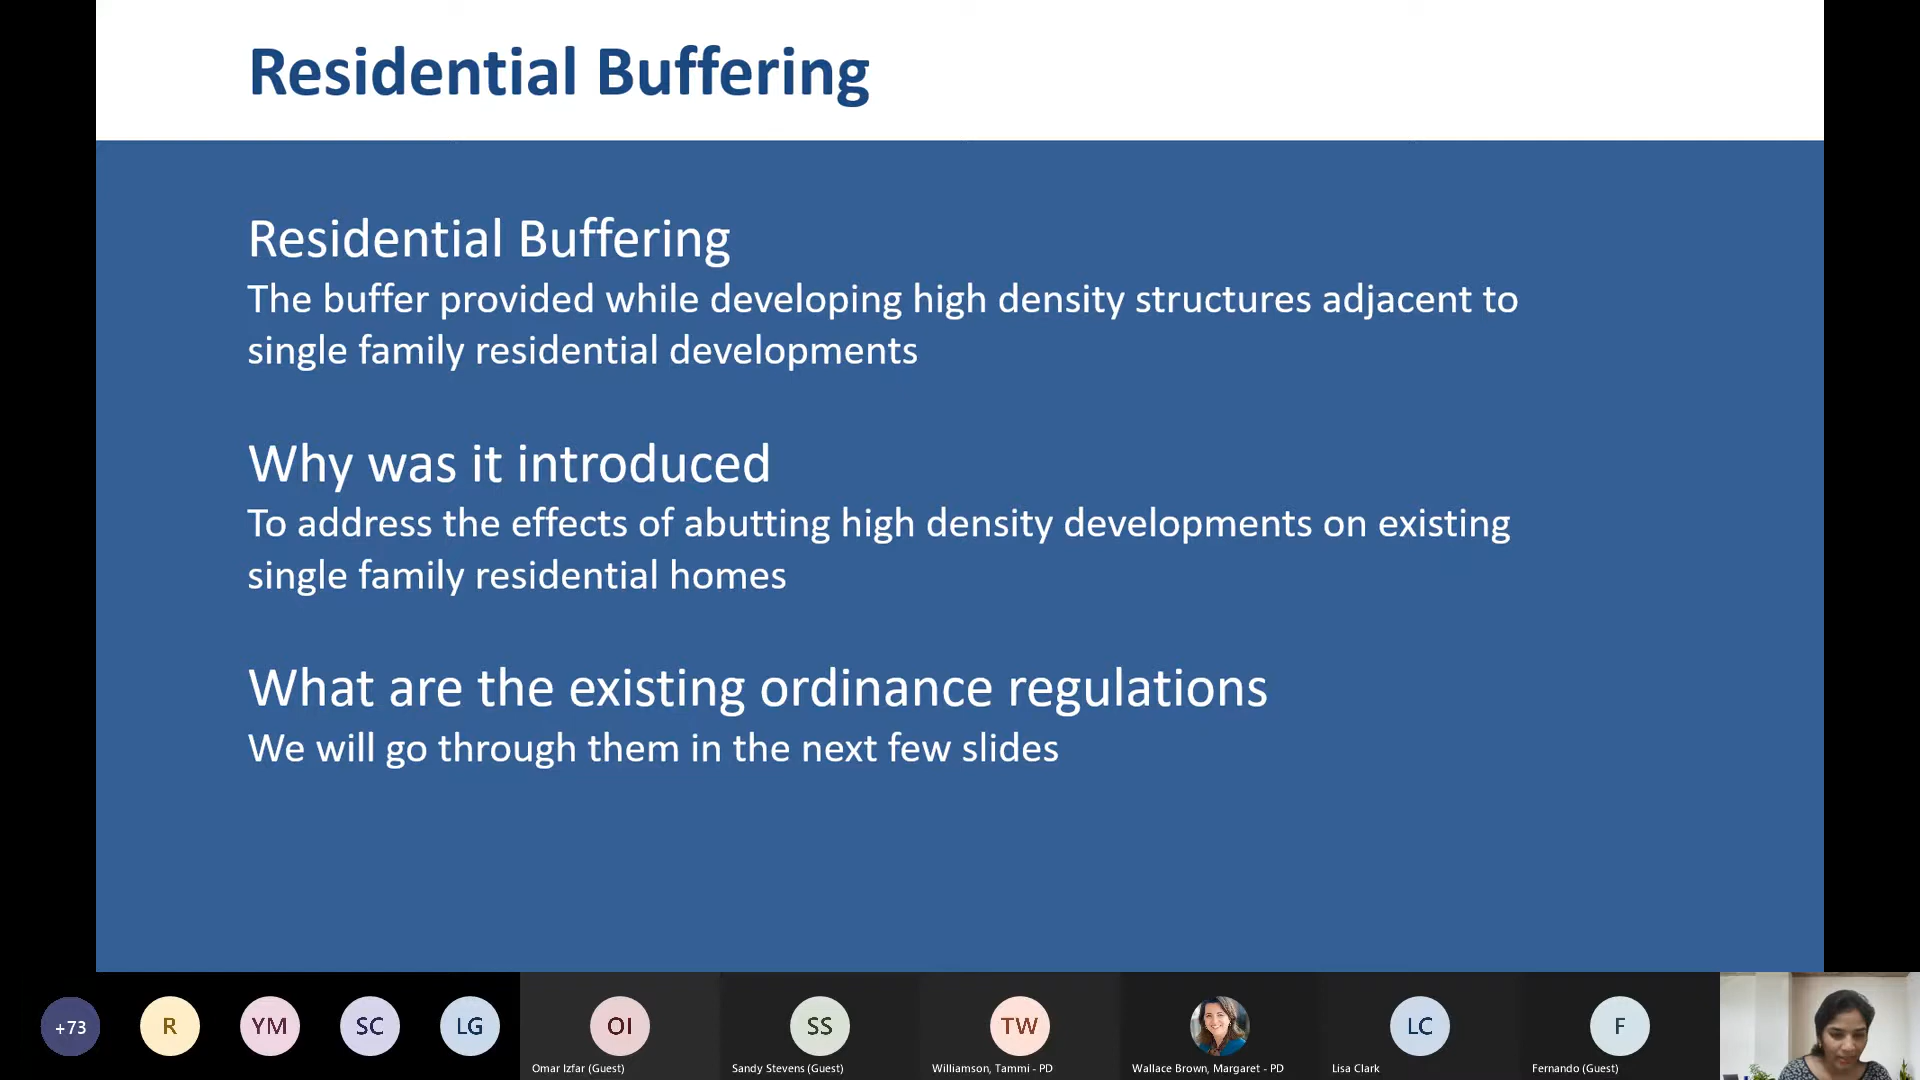 Residential Buffering
Residential Buffering
The buffer provided while developing high density structures adjacent to
single family residential developments
Why was it introduced
To address the effects of abutting high density developments on existing
single family residential homes
What are the existing ordinance regulations
We will go through them in the next few slides
+73
R
YM
SC
LG
OI
SS
TW
LC
F
Omar Izfar (Guest)
Sandy Stevens (Guest)
Williamson, Tammi - PD
Wallace Brown, Margaret - PD
Lisa Clark
Fernando (Guest)